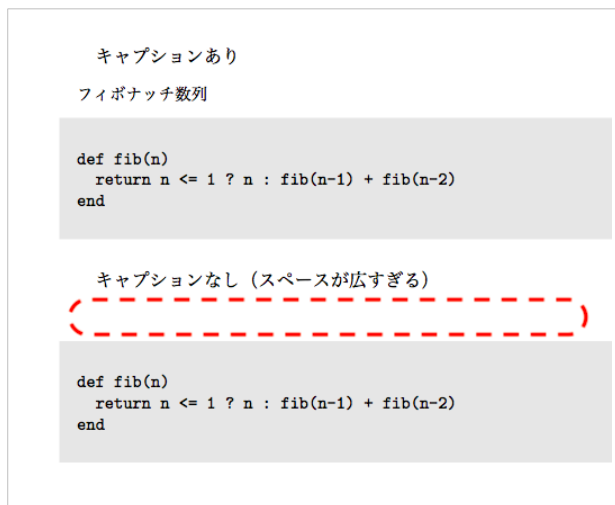 キャプションあり
フィボナッチ数列
def fib(n)
  return n <= 1 ? n : fib(n-1) + fib(n-2)
end
キャプションなし（スペースが広すぎる）
def fib(n)
  return n <= 1 ? n : fib(n-1) + fib(n-2)
end